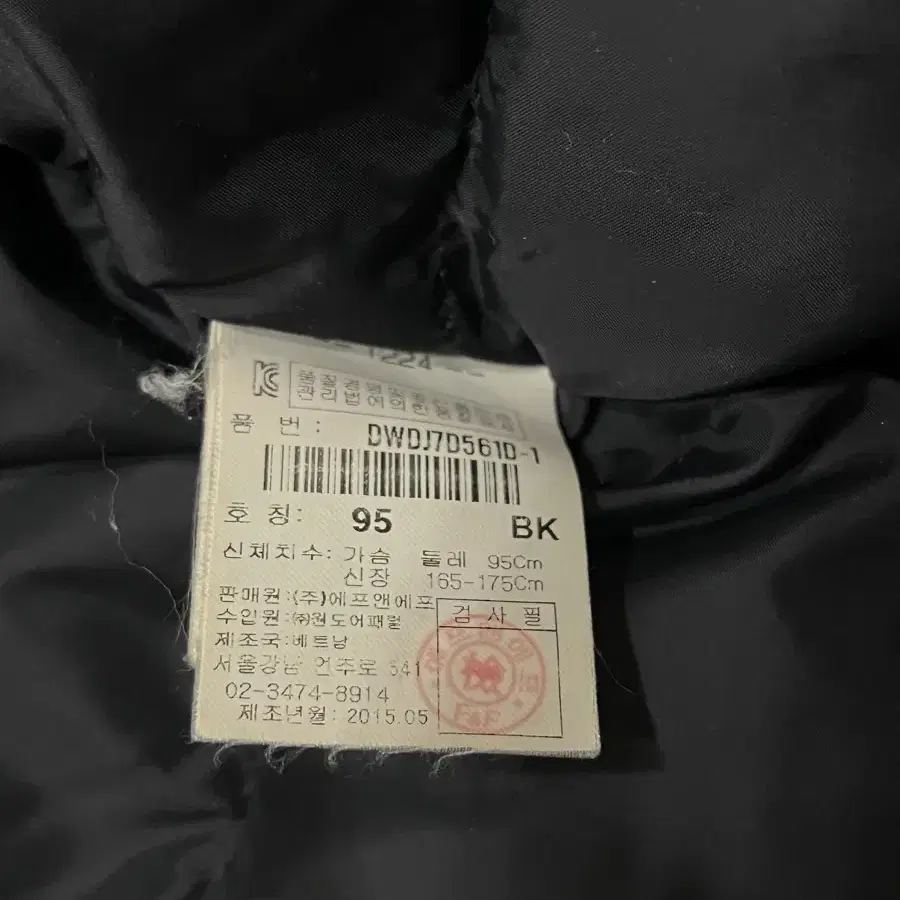 1224
품 번 : DWDJ7D561D-1
호 칭: 95 BK
신체치수: 가슴 둘레 95Cm
신장 165-175Cm
판매원:(주)에프앤에프
수입원:㈜원도어패럴
제조국:베트남
서울강남 언주로 541
02-3474-8914
제조년월: 2015.05
검 사 필
F&F